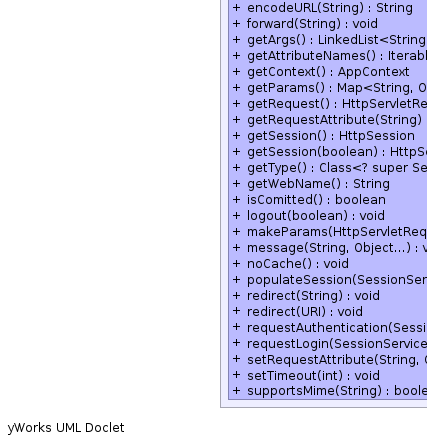 + encodeURL(String) : String
+ forward(String) : void
+ getArgs() : LinkedList<String
+ getAttributeNames() : Iterabl
+ getContext() : AppContext
+ getParams() : Map<String, O
+ getRequest() : HttpServletRe
+ getRequestAttribute(String)
+ getSession() : HttpSession
+ getSession(boolean) : HttpS
+ getType() : Class<? super Se
+ getWebName() : String
+ isComitted() : boolean
+ logout(boolean) : void
+ makeParams(HttpServletReq
+ message(String, Object...) : v
+ noCache() : void
+ populateSession(SessionSer
+ redirect(String) : void
+ redirect(URI) : void
+ requestAuthentication(Sessi
+ requestLogin(SessionService
+ setRequestAttribute(String, O
+ setTimeout(int) : void
+ supportsMime(String) : boole
yWorks UML Doclet